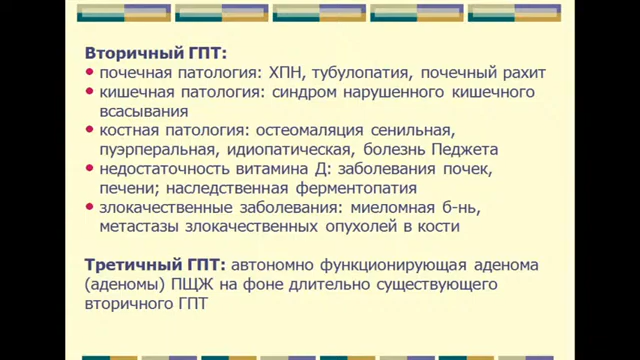 Вторичный ГПТ:
• почечная патология: ХПН, тубулопатия, почечный рахит
• кишечная патология: синдром нарушенного кишечного
всасывания
• костная патология: остеомаляция сенильная,
пуэрперальная, идиопатическая, болезнь Педжета
• недостаточность витамина Д: заболевания почек,
печени; наследственная ферментопатия
• злокачественные заболевания: миеломная б-нь,
метастазы злокачественных опухолей в кости
Третичный ГПТ: автономно функционирующая аденома
(аденомы) ПЩЖ на фоне длительно существующего
вторичного ГПТ